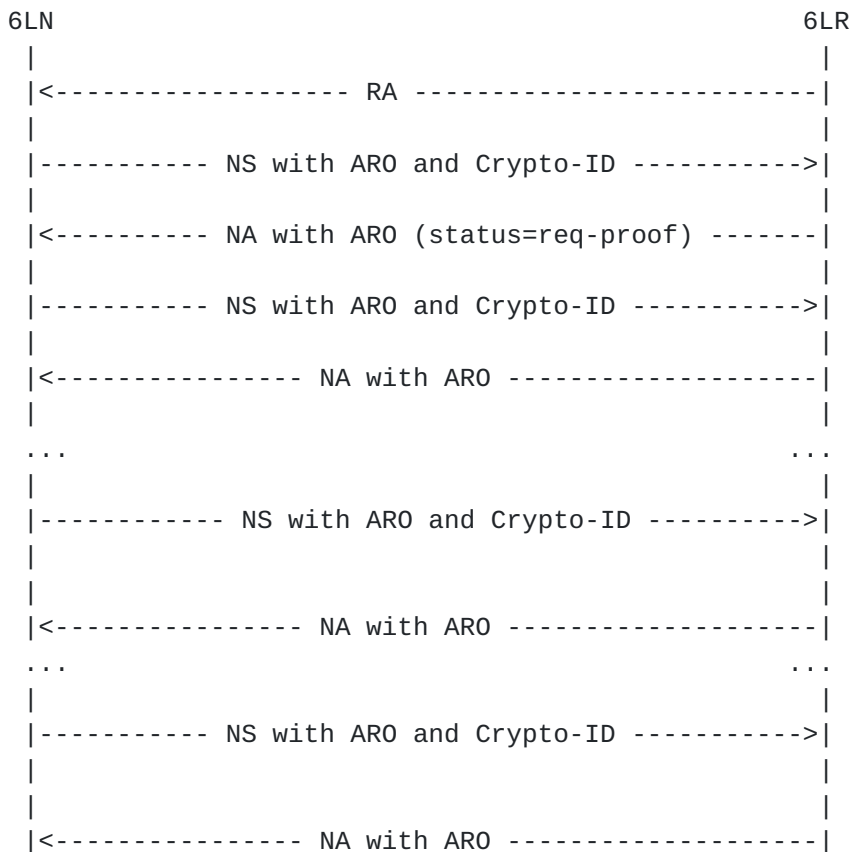 6LN 6LR
| |
|<------------------- RA --------------------------|
| |
|----------- NS with ARO and Crypto-ID ----------->|
| |
|<---------- NA with ARO (status=req-proof) -------|
| |
|----------- NS with ARO and Crypto-ID ----------->|
| |
|<---------------- NA with ARO --------------------|
| |
... ...
| |
|------------ NS with ARO and Crypto-ID ---------->|
| |
| |
|<---------------- NA with ARO --------------------|
... ...
| |
|----------- NS with ARO and Crypto-ID ----------->|
| |
| |
|<---------------- NA with ARO --------------------|